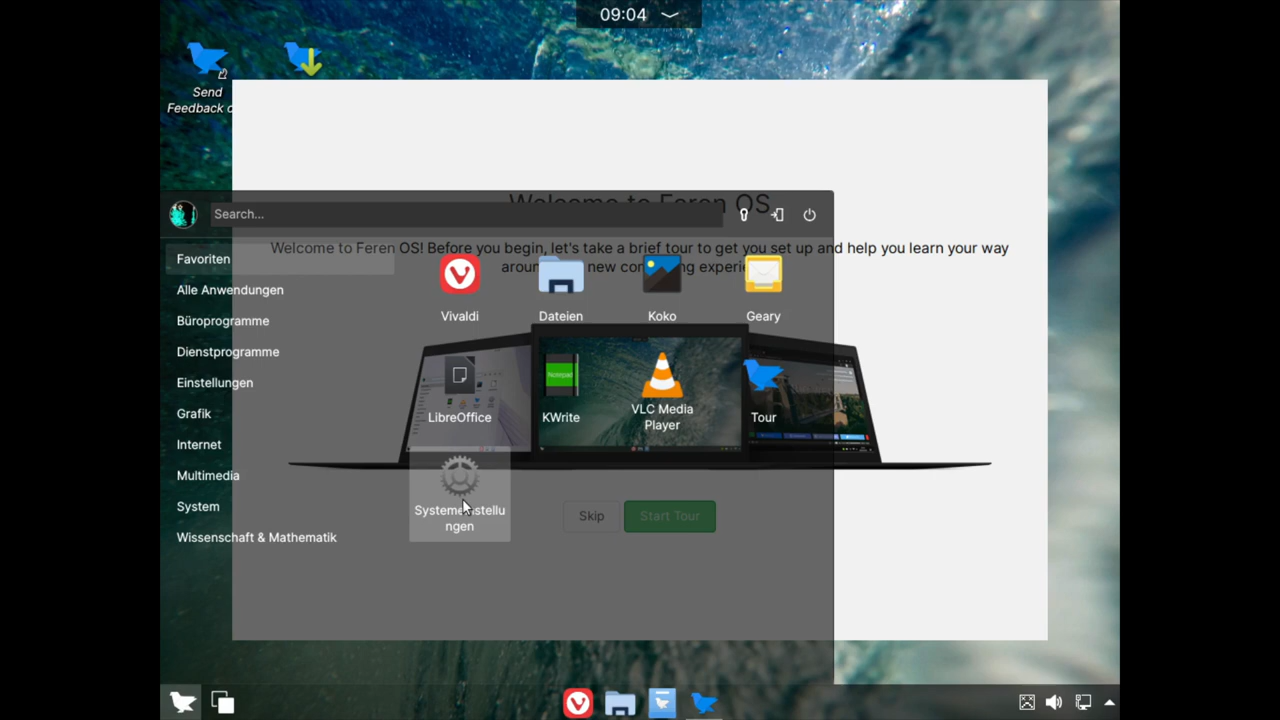 09:04
Send
Feedback o
Welcome to Feren OS
Search...
Welcome to Feren OS! Before you begin, let's take a brief tour to get you set up and help you learn your way
Favoriten
Alle Anwendungen
Büroprogramme
Dienstprogramme
Einstellungen
Grafik
Internet
Multimedia
System
Wissenschaft & Mathematik
Vivaldi
Dateien
Koko
Geary
LibreOffice
Notepad
KWrite
VLC Media
Player
Tour
Systemeinstellu
ngen
Skip
Start Tour